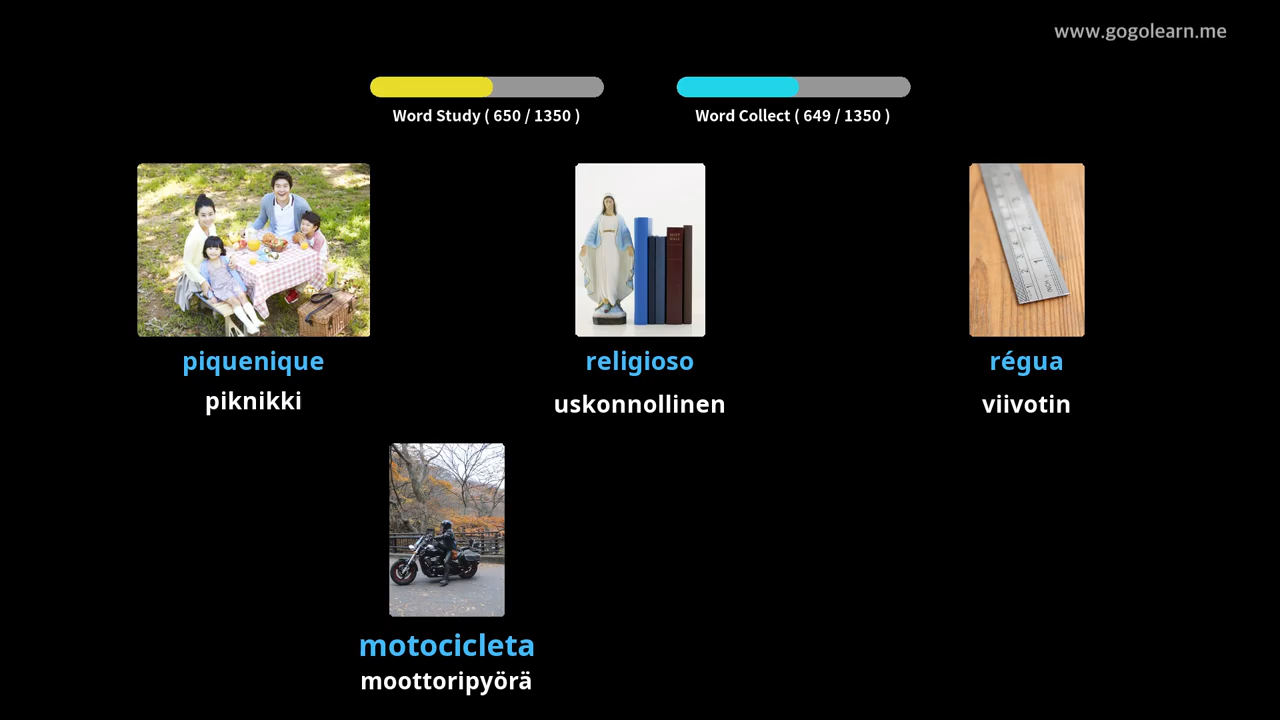 www.gogolearn.me
Word Study ( 650 / 1350 )
Word Collect ( 649 / 1350 )
piquenique
religioso
régua
piknikki
uskonnollinen
viivotin
motocicleta
moottoripyörä